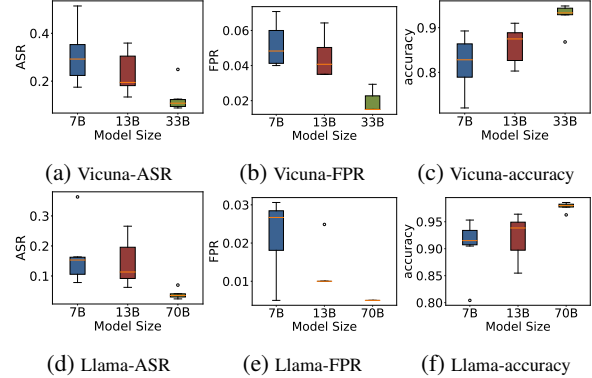 ASR
0.4
0.2
7B 13B 33B
Model Size
(a) Vicuna-ASR
FPR
0.06
0.04
0.02
7B 13B 33B
Model Size
(b) Vicuna-FPR
accuracy
0.9
0.8
7B 13B 33B
Model Size
(c) Vicuna-accuracy
ASR
0.3
0.2
0.1
7B 13B 70B
Model Size
(d) Llama-ASR
FPR
0.03
0.02
0.01
7B 13B 70B
Model Size
(e) Llama-FPR
accuracy
0.95
0.90
0.85
0.80
7B 13B 70B
Model Size
(f) Llama-accuracy